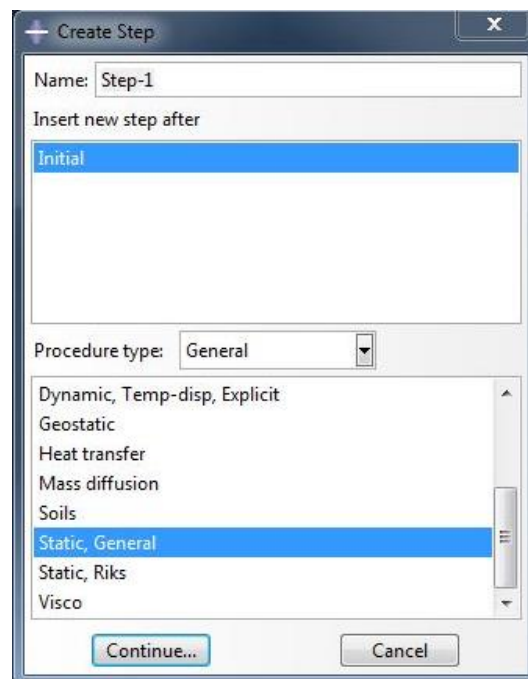 Create Step
x
Name: Step-1
Insert new step after
Initial
Procedure type: General
Dynamic, Temp-disp, Explicit
Geostatic
Heat transfer
Mass diffusion
Soils
Static, General
Static, Riks
Visco
Continue... Cancel